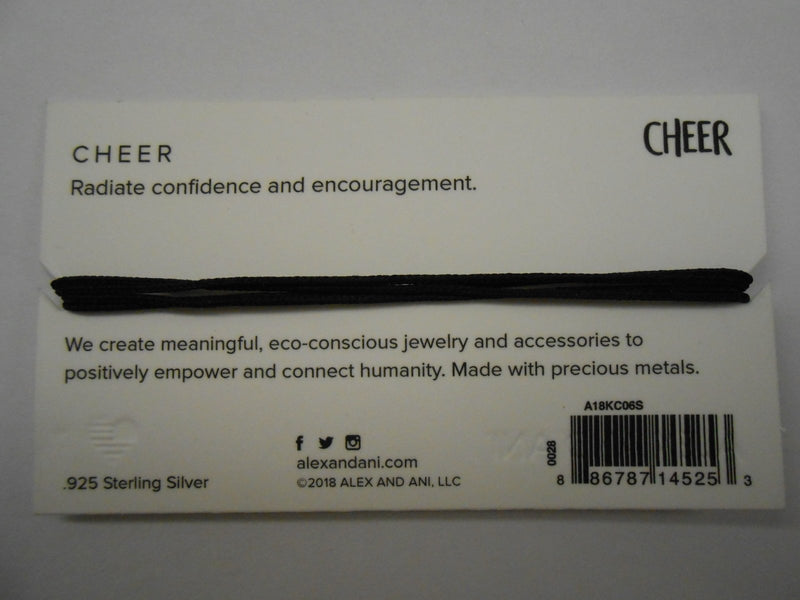 CHEER
CHEER
Radiate confidence and encouragement.
We create meaningful, eco-conscious jewelry and accessories to
positively empower and connect humanity. Made with precious metals.
A18KC06S
0028
alexandani.com
.925 Sterling Silver
©2018 ALEX AND ANI, LLC
8 86787 14525 3